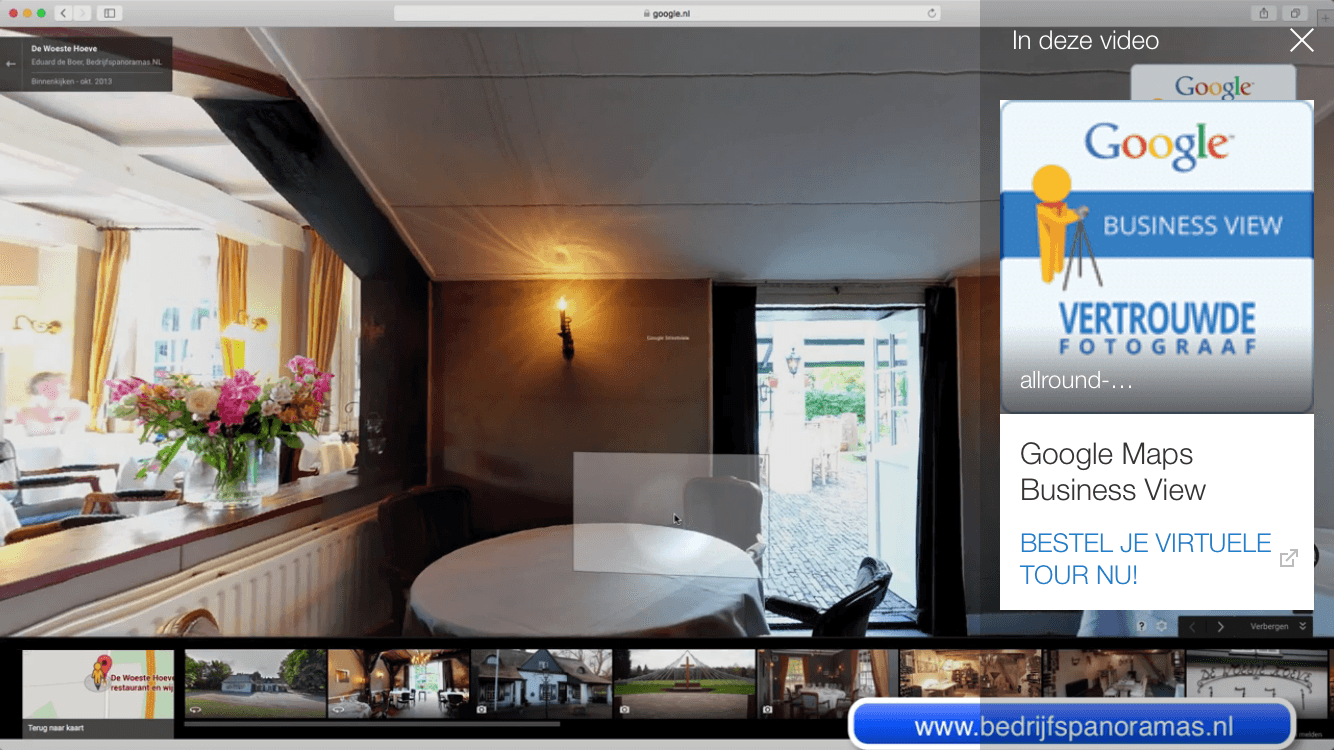 google.nl
In deze video
De Woeste Hoeve
Eduard de Boer, Bedrijfspanoramas NL
Binnenkijken - okt. 2013
Google
Google
BUSINESS VIEW
VERTROUWDE
FOTOGRAAF
allround-…
Google Maps
Business View
BESTEL JE VIRTUELE
TOUR NU!
? Verbergen
De Woeste Hoeve
restaurant en wij
Terug naar kaart
www.bedrijfspanoramas.nl
melden